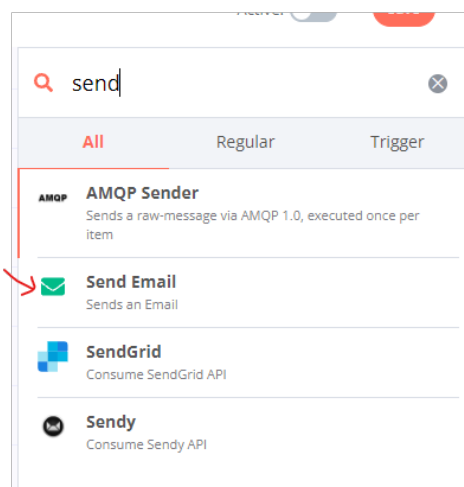 send
All Regular Trigger
AMQP AMQP Sender
Sends a raw-message via AMQP 1.0, executed once per
item
Send Email
Sends an Email
SendGrid
Consume SendGrid API
Sendy
Consume Sendy API